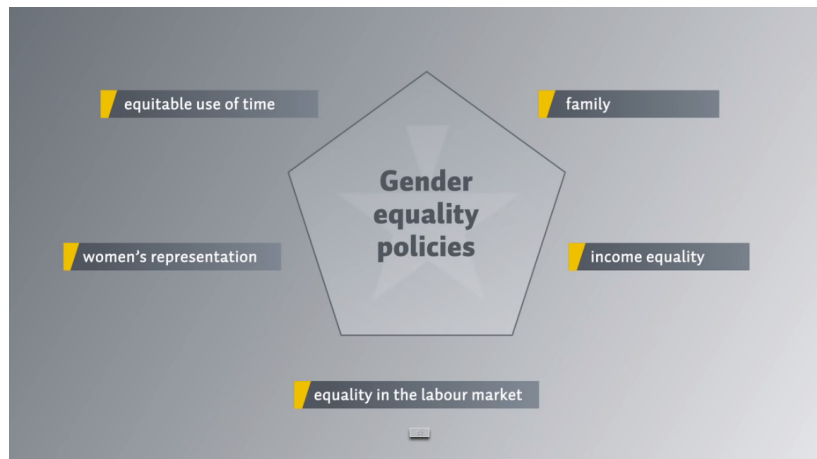 equitable use of time
family
Gender
equality
policies
women's representation
income equality
equality in the labour market